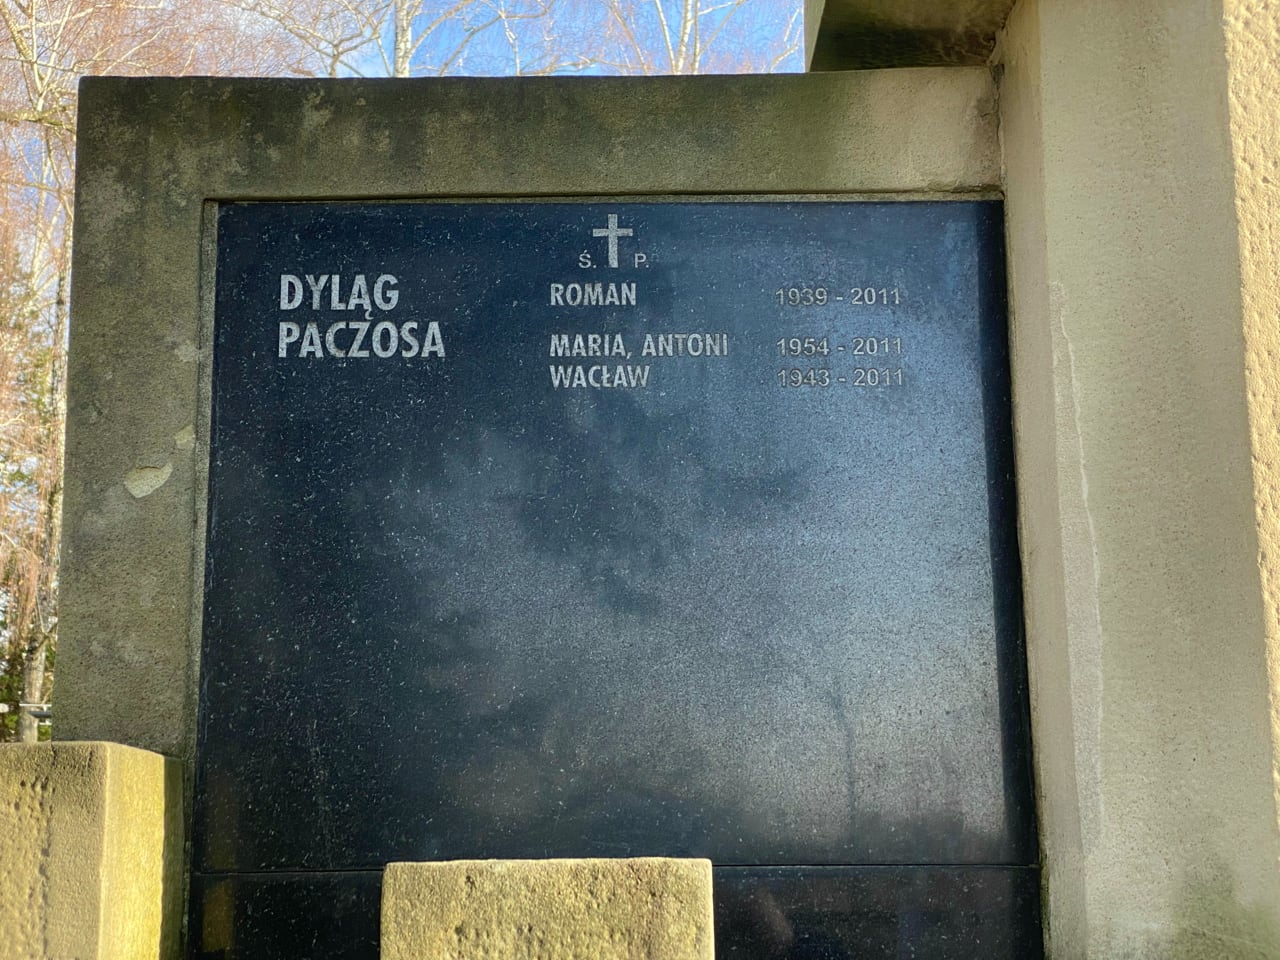 Ś. P.
DYLĄG ROMAN 1939 - 2011
PACZOSA MARIA, ANTONI 1954 - 2011
WACŁAW 1943 - 2011